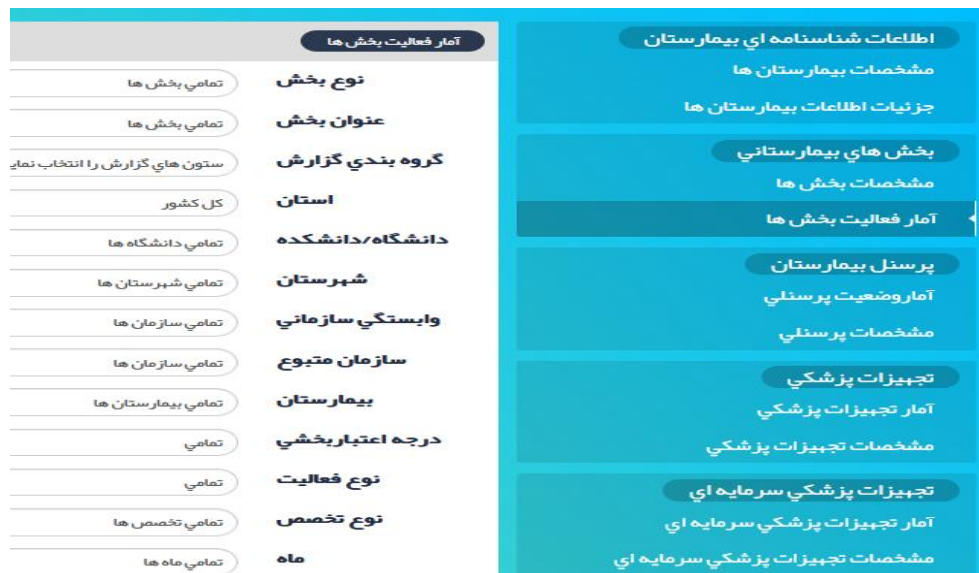 اطلاعات شناسنامه اي بيمارستان
مشخصات بيمارستان ها
جزئيات اطلاعات بيمارستان ها
بخش هاي بيمارستاني
مشخصات بخش ها
آمار فعاليت بخش ها
پرسنل بيمارستان
آماروضعيت پرسنلي
مشخصات پرسنلي
تجهيزات پزشكي
آمار تجهيزات پزشكي
مشخصات تجهيزات پزشكي
تجهيزات پزشكي سرمايه اي
آمار تجهيزات پزشكي سرمايه اي
مشخصات تجهيزات پزشكي سرمايه اي
آمار فعاليت بخش ها
نوع بخش تمامي بخش ها
عنوان بخش تمامي بخش ها
گروه بندي گزارش ستون هاي گزارش را انتخاب
استان كل كشور
دانشگاه/دانشكده تمامي دانشگاه ها
شهرستان تمامي شهرستان ها
وابستگي سازماني تمامي سازمان ها
سازمان متبوع تمامي سازمان ها
بيمارستان تمامي بيمارستان ها
درجه اعتباربخشي تمامي
نوع فعاليت تمامي
نوع تخصص تمامي تخصص ها
ماه تمامي ماه ها